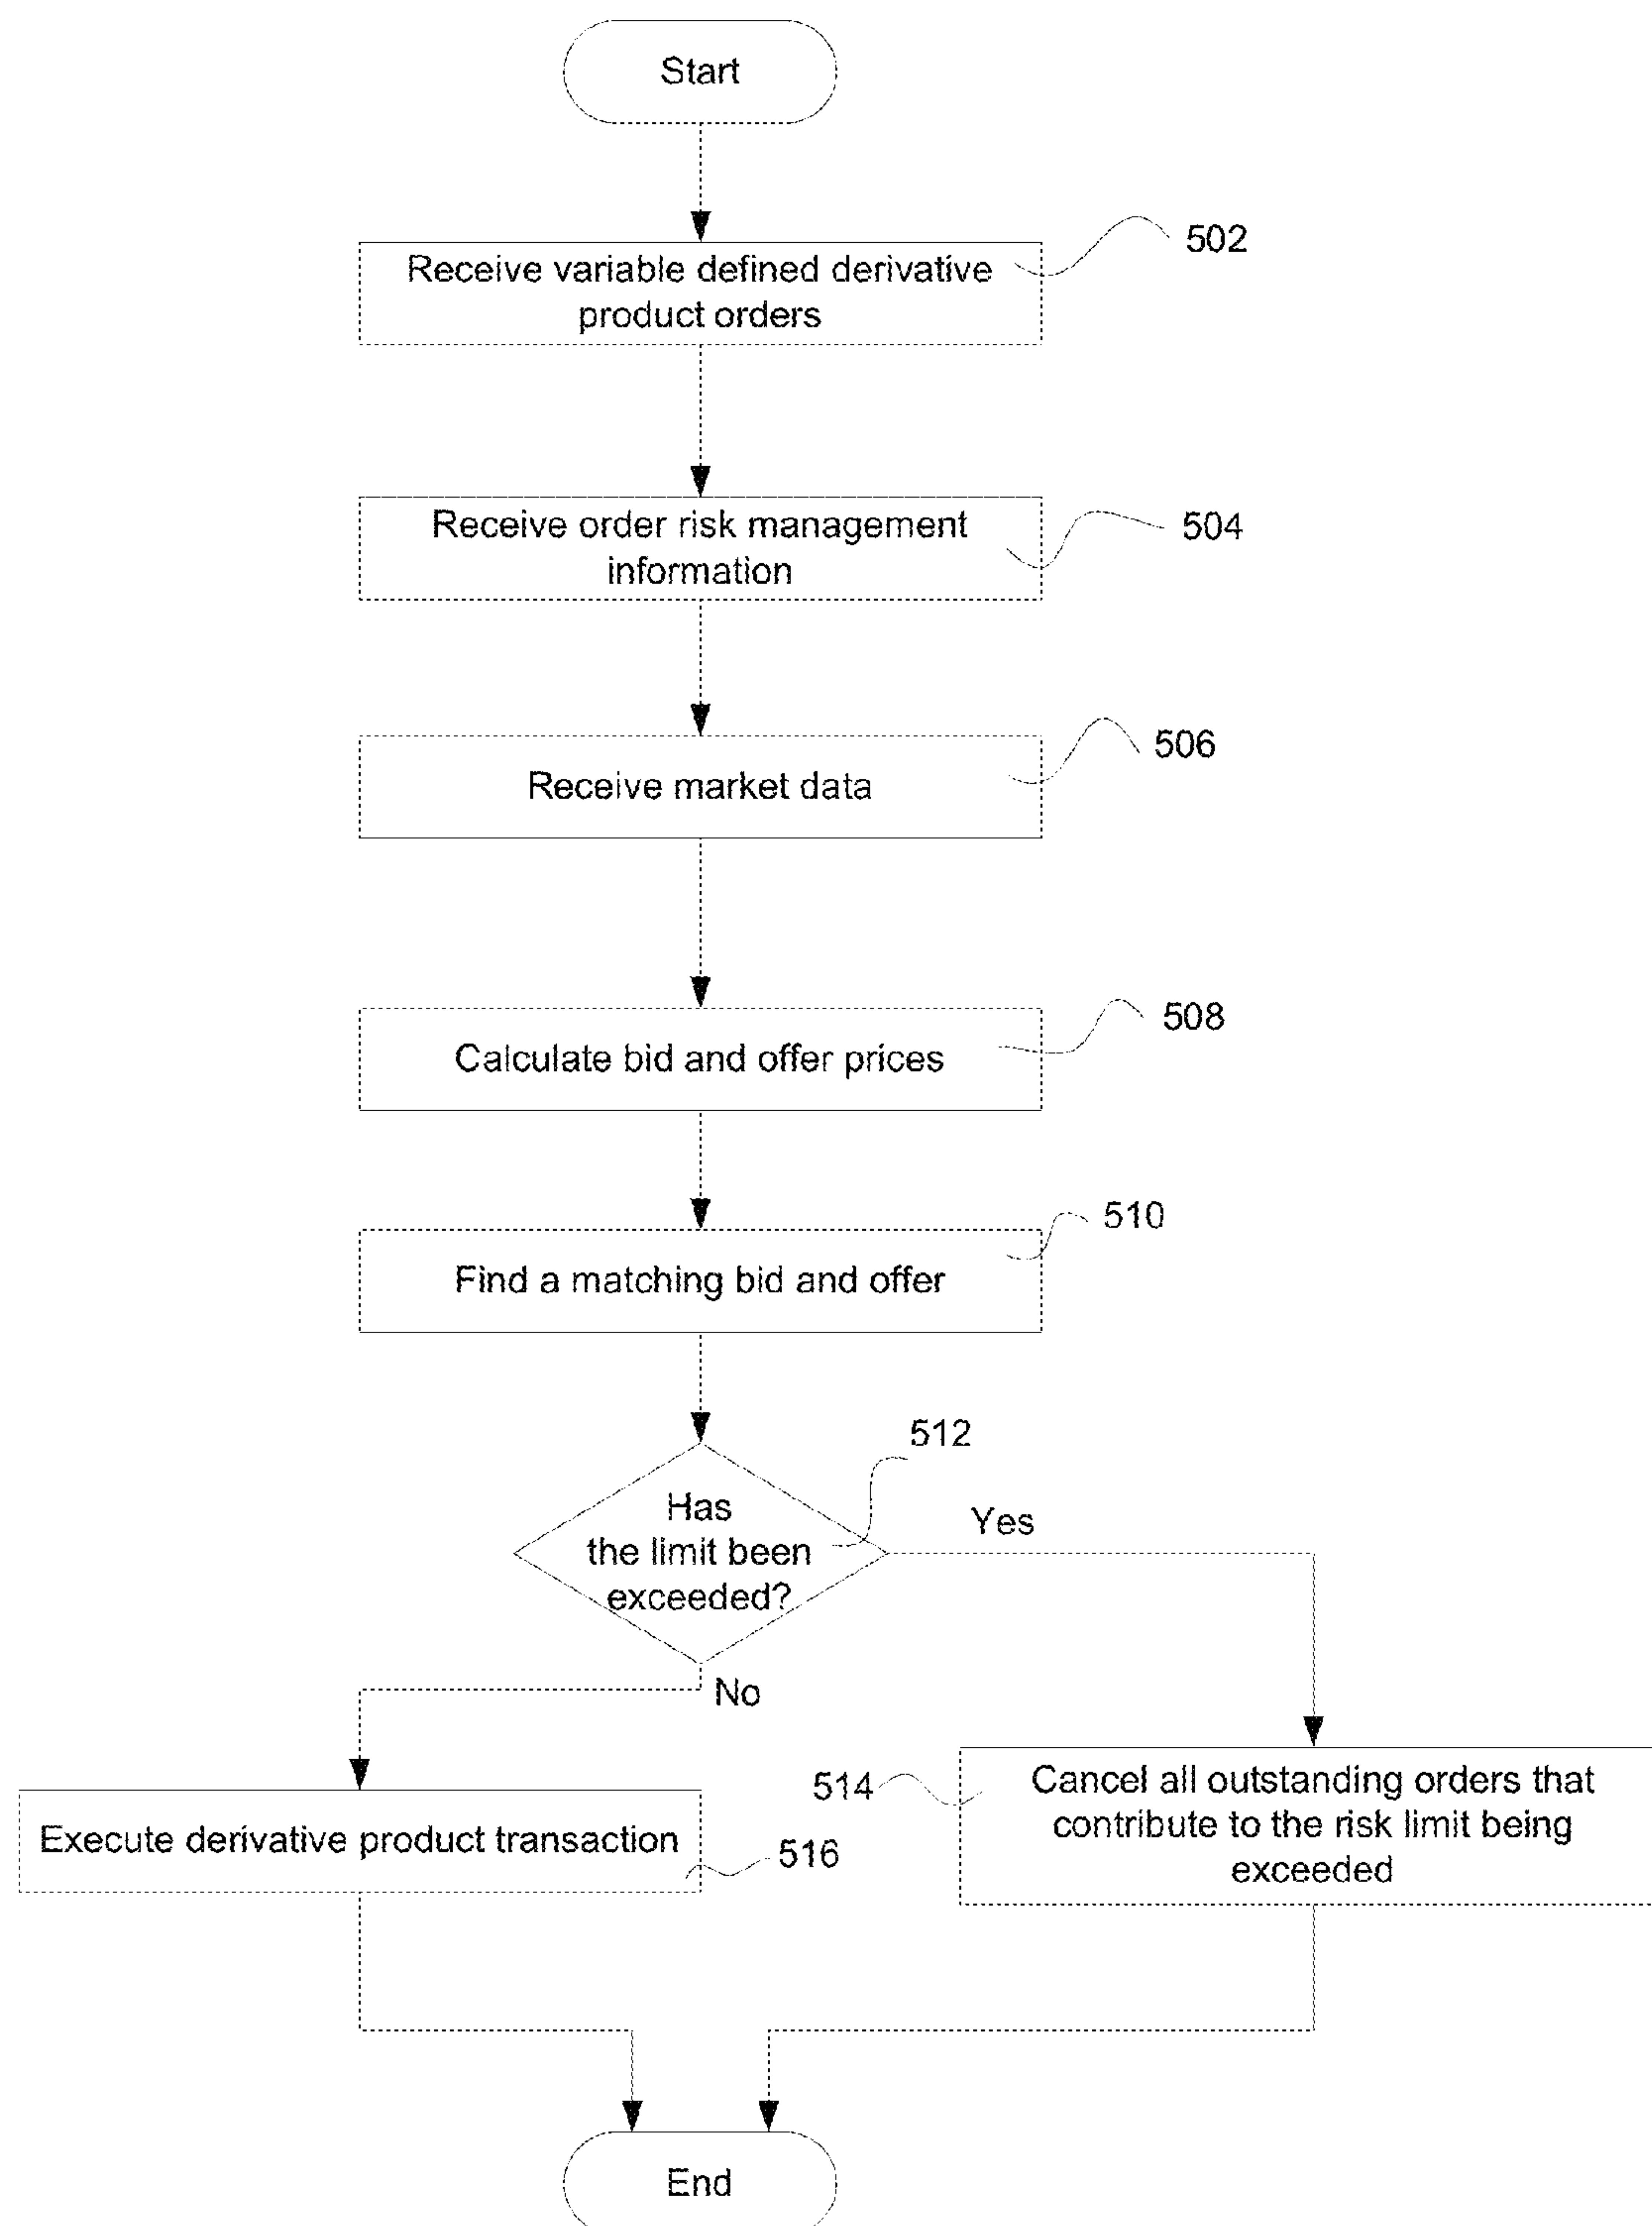 Start
502
Receive variable defined derivative
product orders
504
Receive order risk management
information
506
Receive market data
508
Calculate bid and offer prices
510
Find a matching bid and offer
512
Has
the limit been
exceeded?
Yes
No
514
Cancel all outstanding orders that
contribute to the risk limit being
exceeded
Execute derivative product transaction
516
End